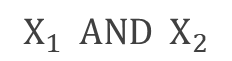 X₁ AND X₂